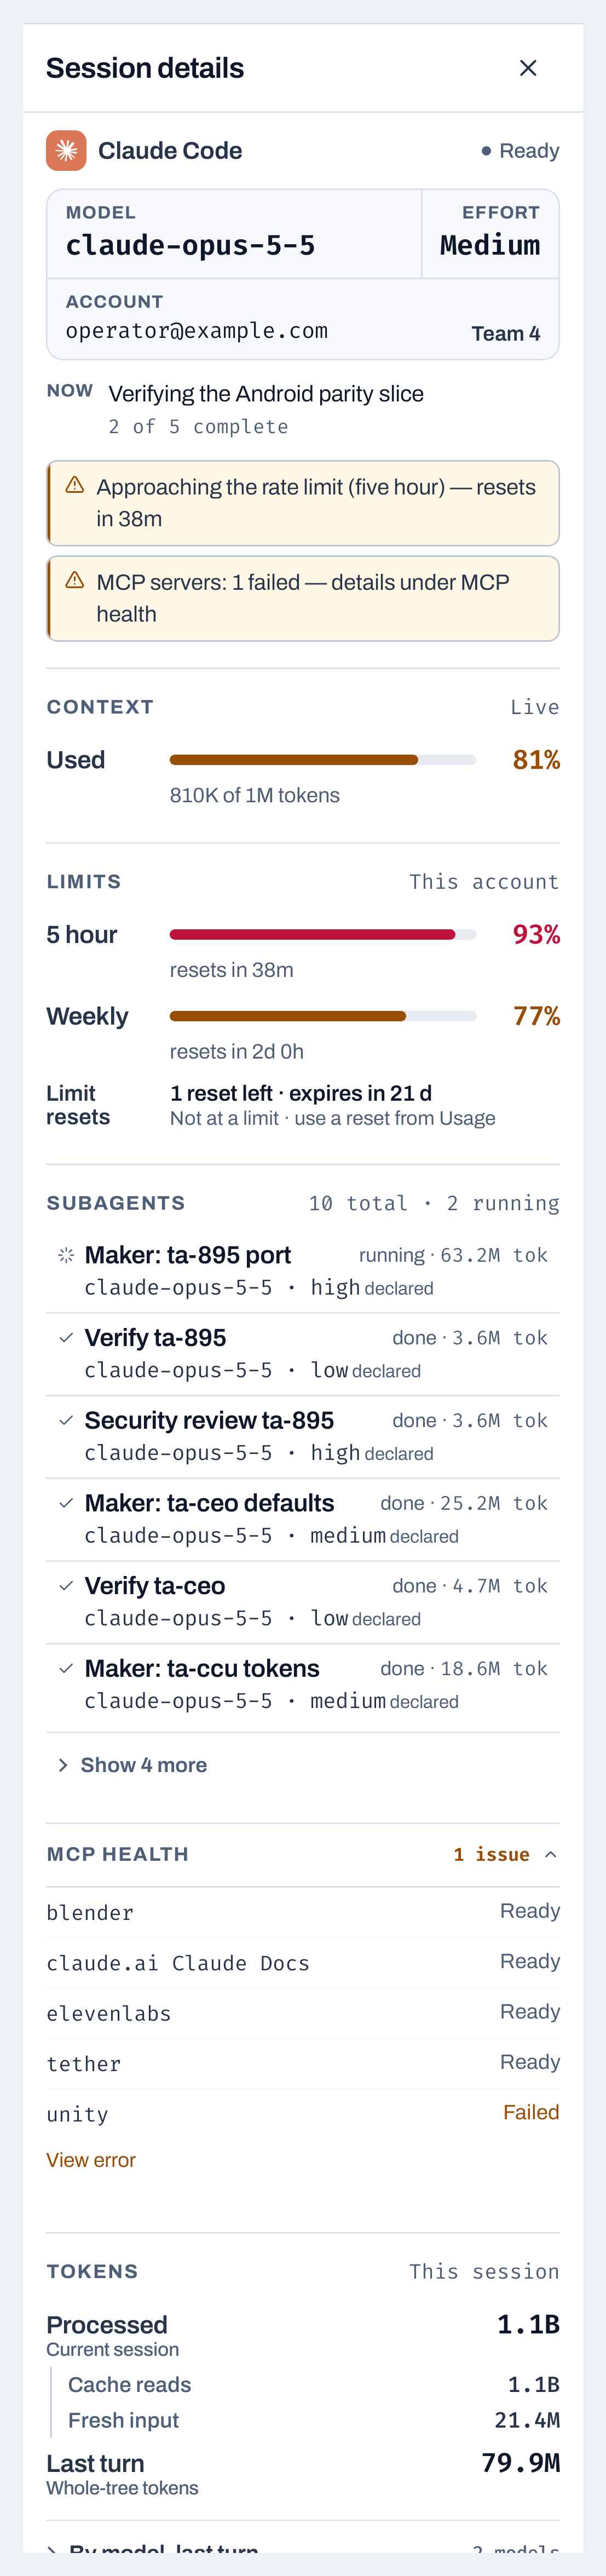 Session details
Claude Code
Ready
MODEL
EFFORT
claude-opus-5-5
Medium
ACCOUNT
operator@example.com
Team 4
NOW
Verifying the Android parity slice
2 of 5 complete
Approaching the rate limit (five hour) — resets
in 38m
MCP servers: 1 failed — details under MCP
health
CONTEXT
Live
Used
81%
810K of 1M tokens
LIMITS
This account
5 hour
93%
resets in 38m
Weekly
77%
resets in 2d 0h
Limit
resets
1 reset left · expires in 21 d
Not at a limit · use a reset from Usage
SUBAGENTS
10 total · 2 running
Maker: ta-895 port
running · 63.2M tok
claude-opus-5-5 · high declared
Verify ta-895
done · 3.6M tok
claude-opus-5-5 · low declared
Security review ta-895
done · 3.6M tok
claude-opus-5-5 · high declared
Maker: ta-ceo defaults
done · 25.2M tok
claude-opus-5-5 · medium declared
Verify ta-ceo
done · 4.7M tok
claude-opus-5-5 · low declared
Maker: ta-ccu tokens
done · 18.6M tok
claude-opus-5-5 · medium declared
Show 4 more
MCP HEALTH
1 issue
blender
Ready
claude.ai Claude Docs
Ready
elevenlabs
Ready
tether
Ready
unity
Failed
View error
TOKENS
This session
Processed
1.1B
Current session
Cache reads
1.1B
Fresh input
21.4M
Last turn
79.9M
Whole-tree tokens
By model, last turn
2 models